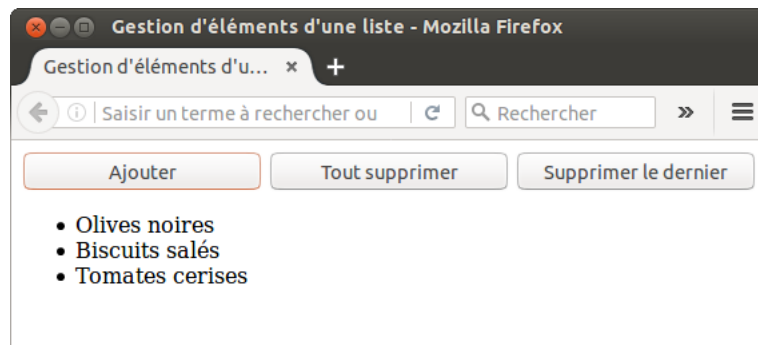 Gestion d'éléments d'une liste - Mozilla Firefox
Gestion d'éléments d'u...
Saisir un terme à rechercher ou
Rechercher
Ajouter
Tout supprimer
Supprimer le dernier
• Olives noires
• Biscuits salés
• Tomates cerises